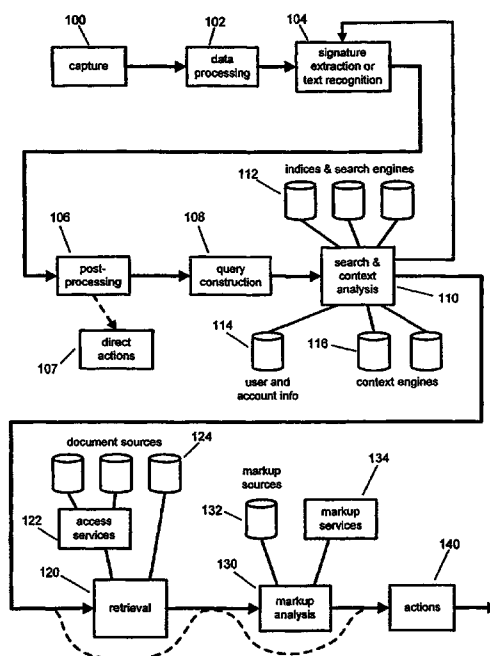 100
102
104
capture
data
processing
signature
extraction or
text recognition
indices & search engines
112
106
108
post-
processing
query
construction
search &
context
analysis
110
direct
actions
107
114
116
user and
account info
context engines
document sources
124
markup
sources
134
132
122
access
services
markup
services
120
130
140
retrieval
markup
analysis
actions